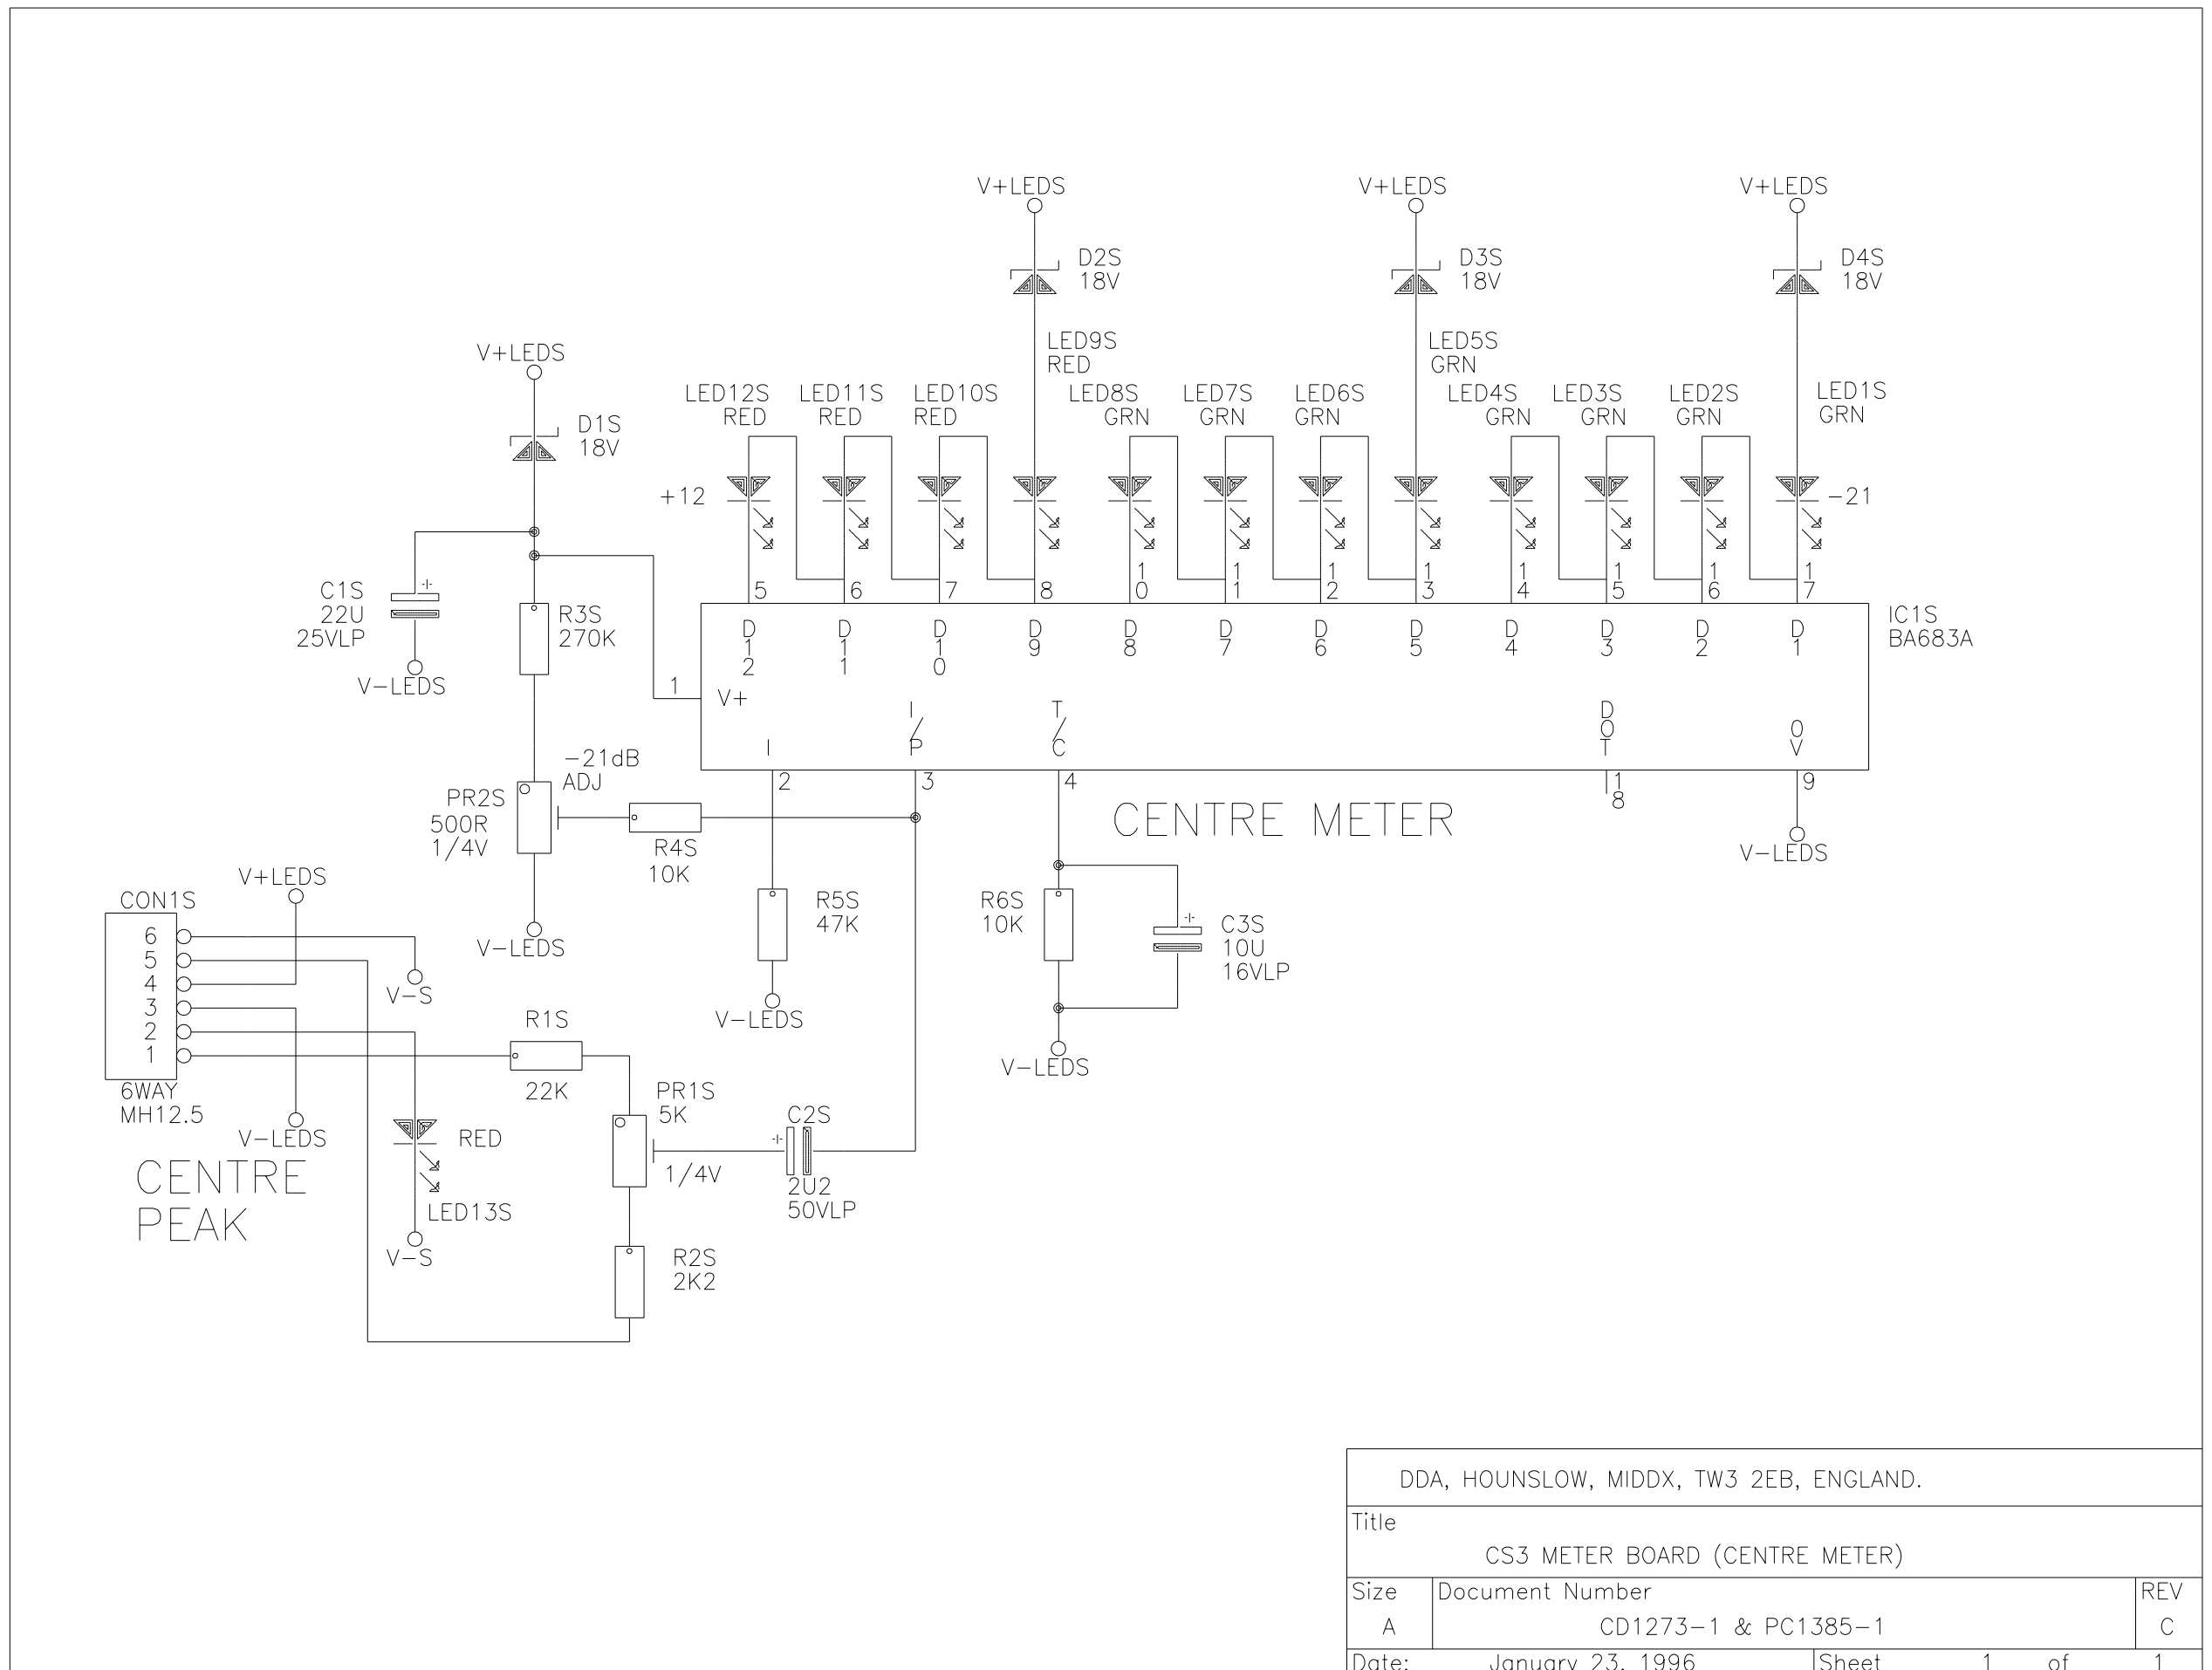 V+LEDS
V+LEDS
V+LEDS
D2S
18V
D3S
18V
D4S
18V
V+LEDS
D1S
18V
LED9S
RED
LED5S
GRN
LED12S
RED
LED11S
RED
LED10S
RED
LED8S
GRN
LED7S
GRN
LED6S
GRN
LED4S
GRN
LED3S
GRN
LED2S
GRN
LED1S
GRN
+12
-21
C1S
22U
25VLP
V-LEDS
R3S
270K
5
6
7
8
10
11
12
13
14
15
16
17
D12
D11
D10
D9
D8
D7
D6
D5
D4
D3
D2
D1
IC1S
BA683A
1
V+
I
I/P
T/C
DOT
0V
2
3
4
18
9
-21dB
ADJ
PR2S
500R
1/4V
R4S
10K
CENTRE METER
V-LEDS
V-LEDS
R5S
47K
V-LEDS
R6S
10K
C3S
10U
16VLP
V-LEDS
V+LEDS
CON1S
6
5
4
3
2
1
6WAY
MH12.5
V-S
V-LEDS
CENTRE
PEAK
RED
LED13S
V-S
R1S
22K
PR1S
5K
1/4V
C2S
2U2
50VLP
R2S
2K2
DDA, HOUNSLOW, MIDDX, TW3 2EB, ENGLAND.
Title
CS3 METER BOARD (CENTRE METER)
Size
A
Document Number
CD1273-1 & PC1385-1
REV
C
Date: January 23, 1996
Sheet 1 of 1